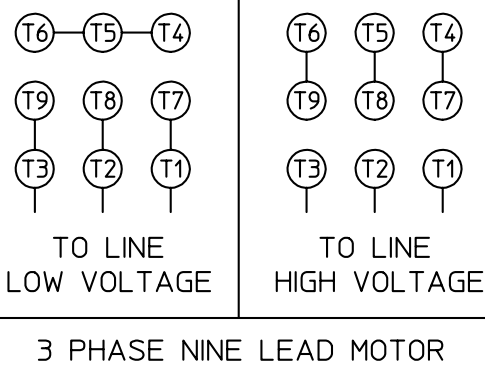 T6 T5 T4
T9 T8 T7
T3 T2 T1
TO LINE
LOW VOLTAGE
T6 T5 T4
T9 T8 T7
T3 T2 T1
TO LINE
HIGH VOLTAGE
3 PHASE NINE LEAD MOTOR